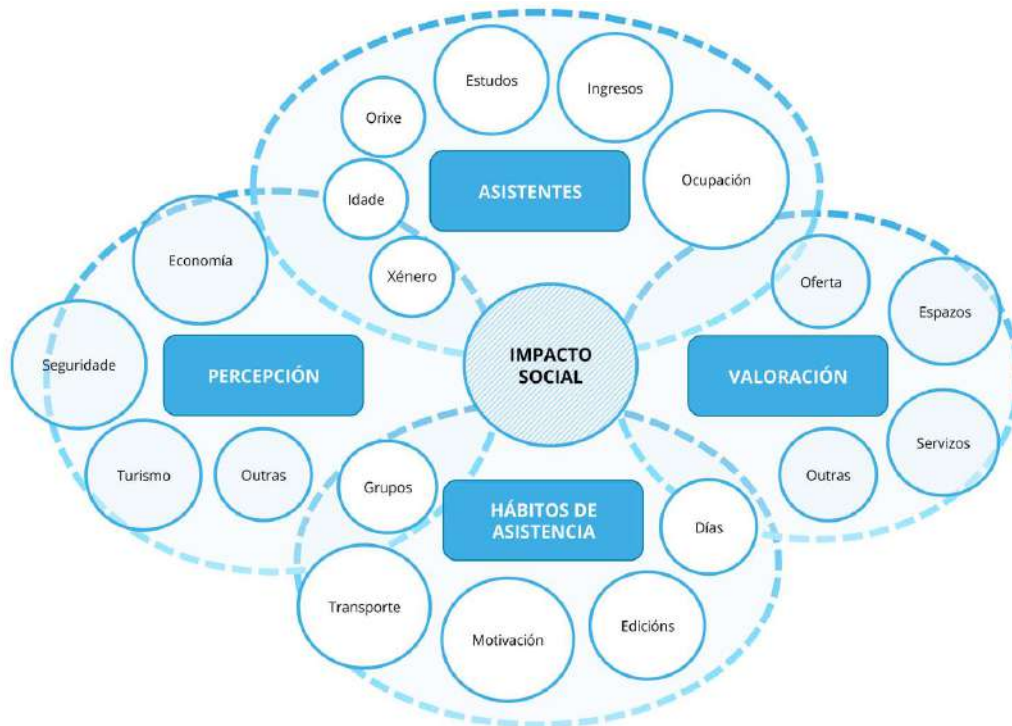 Estudos
Ingresos
Orixe
Ocupación
ASISTENTES
Idade
Xénero
Economía
Oferta
Espazos
Seguridade
PERCEPCIÓN
IMPACTO
SOCIAL
VALORACIÓN
Servizos
Turismo
Outras
Grupos
Outras
HÁBITOS DE
ASISTENCIA
Días
Transporte
Motivación
Edicións